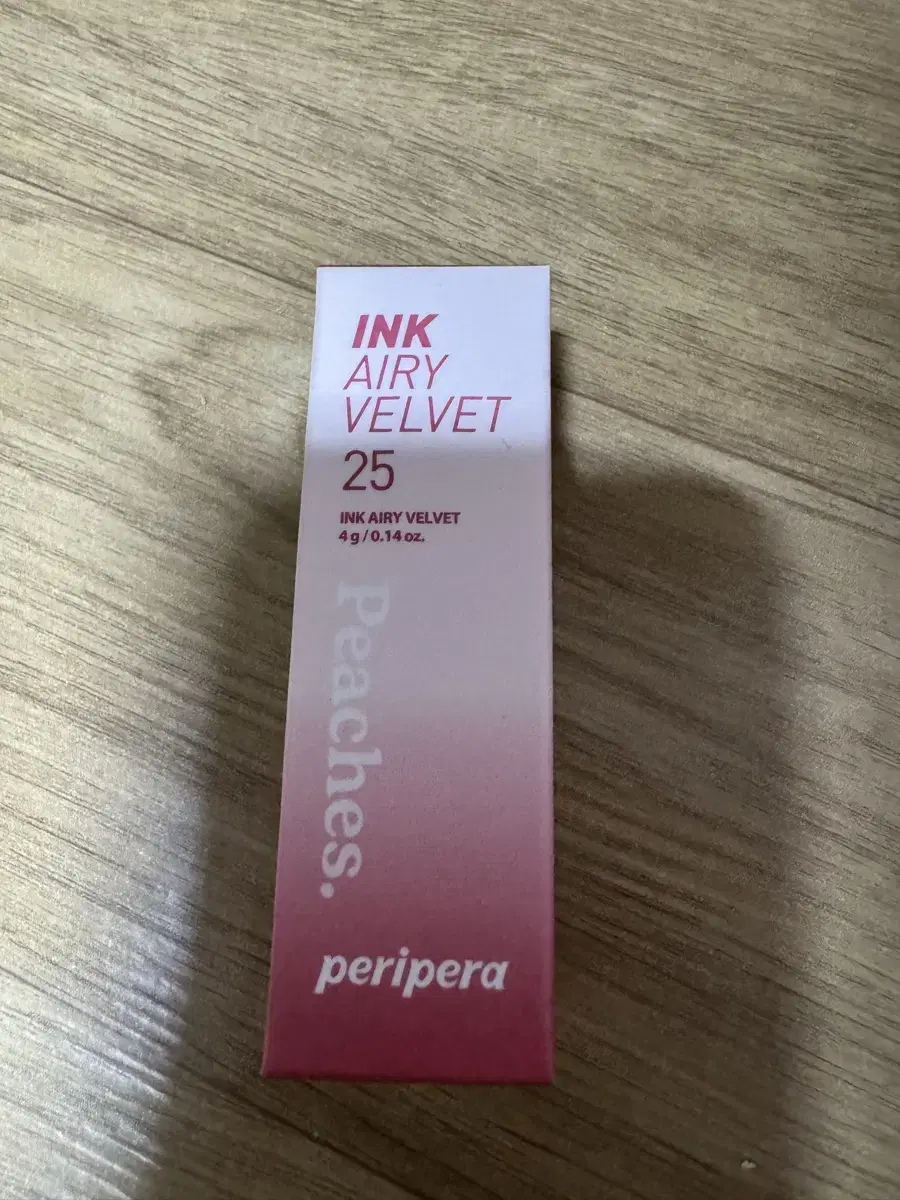 INK
AIRY
VELVET
25
INK AIRY VELVET
4 g / 0.14 oz.
Peaches.
peripera